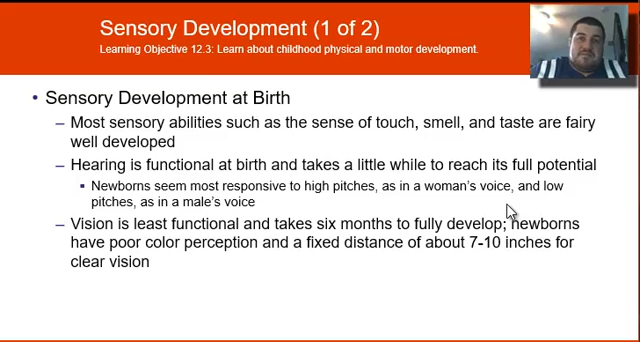 Sensory Development (1 of 2)
Learning Objective 12.3: Learn about childhood physical and motor development.
• Sensory Development at Birth
– Most sensory abilities such as the sense of touch, smell, and taste are fairy
well developed
– Hearing is functional at birth and takes a little while to reach its full potential
▪ Newborns seem most responsive to high pitches, as in a woman's voice, and low
pitches, as in a male's voice
– Vision is least functional and takes six months to fully develop; newborns
have poor color perception and a fixed distance of about 7-10 inches for
clear vision